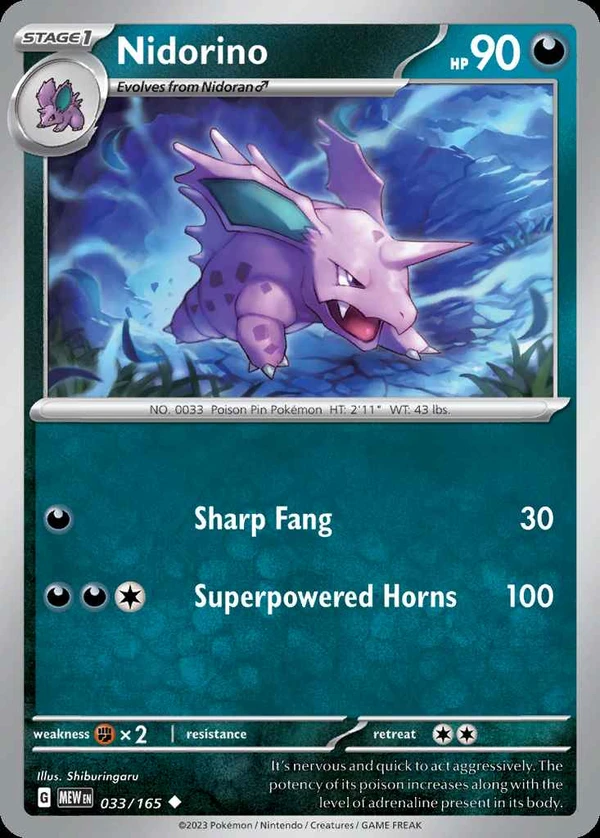 STAGE1
Nidorino
HP 90
Evolves from Nidoran♂
NO. 0033 Poison Pin Pokémon HT: 2'11" WT: 43 lbs.
Sharp Fang 30
Superpowered Horns 100
weakness ×2 resistance retreat
It's nervous and quick to act aggressively. The
potency of its poison increases along with the
level of adrenaline present in its body.
Illus. Shiburingaru
G MEW EN 033/165
©2023 Pokémon / Nintendo / Creatures / GAME FREAK